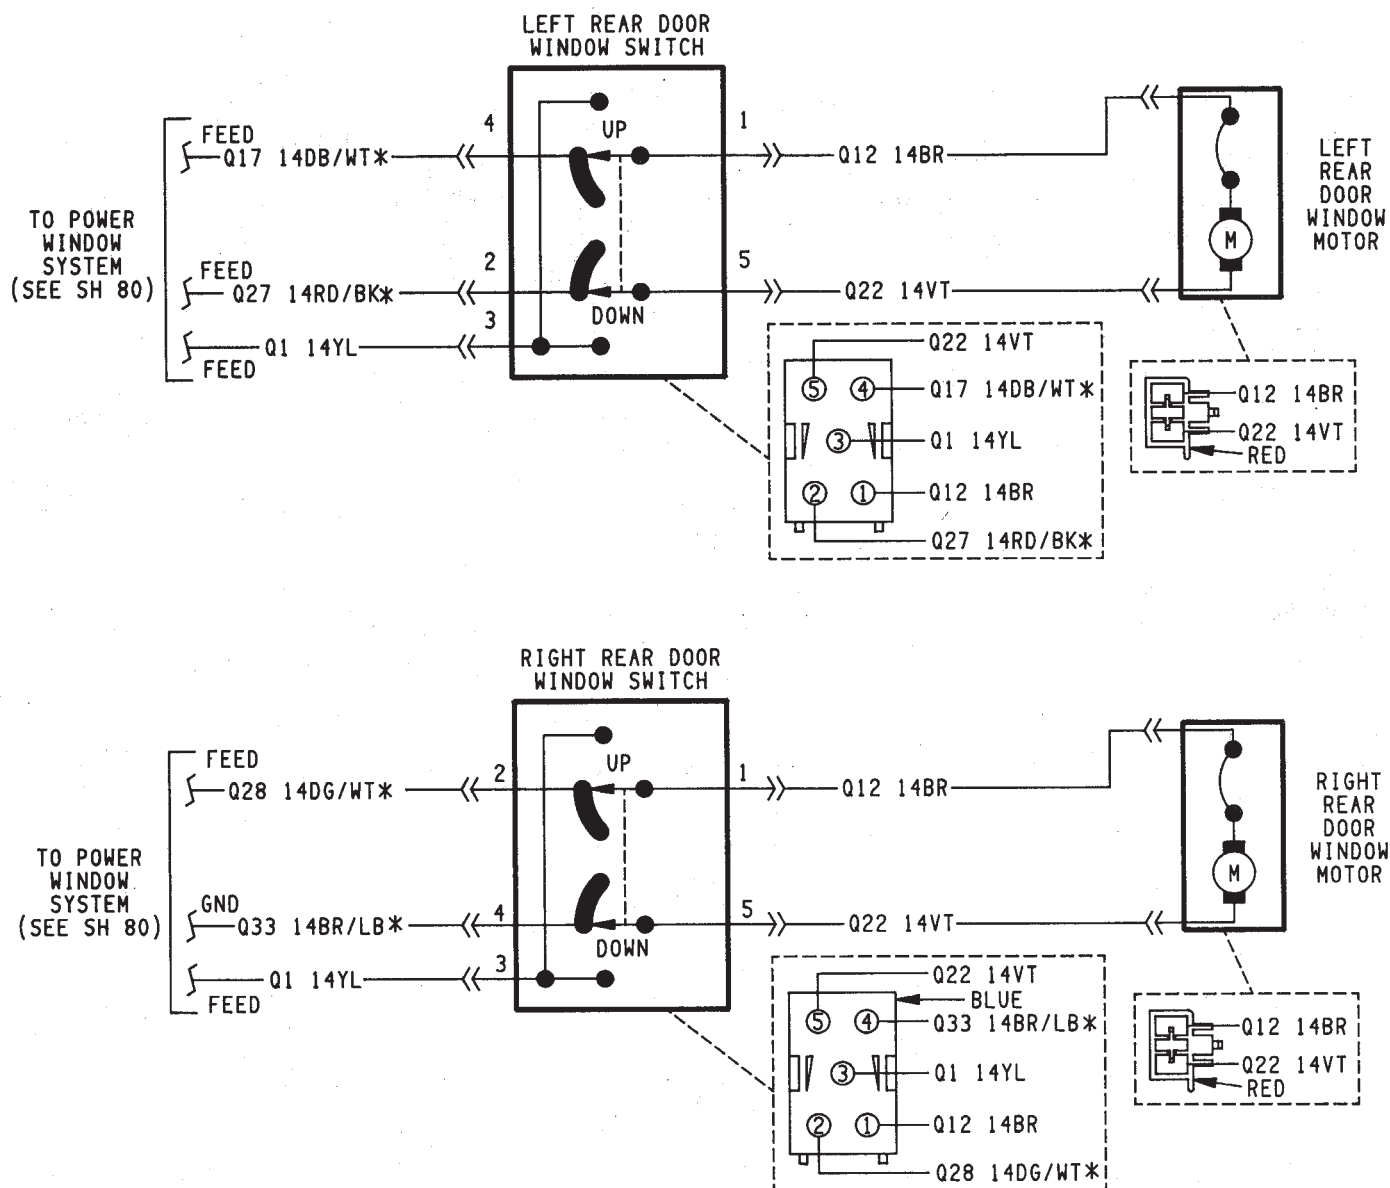 LEFT REAR DOOR
WINDOW SWITCH
4
1
FEED
UP
Q17 14DB/WT*
Q12 14BR
LEFT
REAR
DOOR
WINDOW
MOTOR
TO POWER
WINDOW
SYSTEM
(SEE SH 80)
M
2
5
FEED
Q27 14RD/BK*
Q22 14VT
DOWN
3
Q1 14YL
FEED
Q22 14VT
5
4
Q17 14DB/WT*
3
Q1 14YL
2
1
Q12 14BR
Q27 14RD/BK*
Q12 14BR
Q22 14VT
RED
RIGHT REAR DOOR
WINDOW SWITCH
FEED
2
1
UP
Q28 14DG/WT*
Q12 14BR
RIGHT
REAR
DOOR
WINDOW
MOTOR
TO POWER
WINDOW
SYSTEM
(SEE SH 80)
M
GND
4
5
Q33 14BR/LB*
Q22 14VT
DOWN
3
Q1 14YL
FEED
Q22 14VT
BLUE
5
4
Q33 14BR/LB*
3
Q1 14YL
2
1
Q12 14BR
Q28 14DG/WT*
Q12 14BR
Q22 14VT
RED